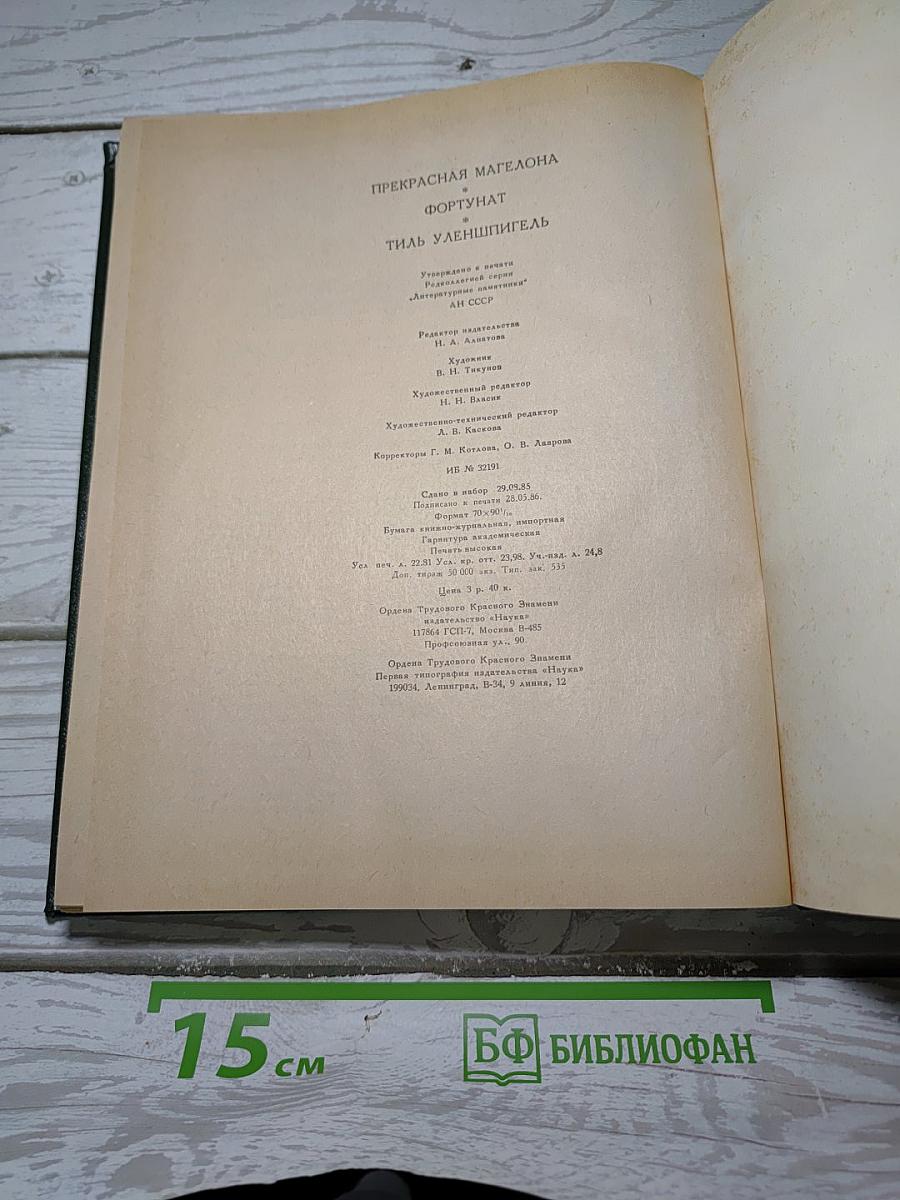 ПРЕКРАСНАЯ МАГЕЛОНА
*
ФОРТУНАТ
*
ТИЛЬ УЛЕНШПИГЕЛЬ
Утверждено к печати
Редколлегией серии
„Литературные памятники"
АН СССР
Редактор издательства
Н. А. Алпатова
Художник
В. Н. Тикунов
Художественный редактор
Н. Н. Власик
Художественно-технический редактор
Л. В. Каскова
Корректоры Г. М. Котлова, О. В. Лаврова
ИБ № 32191
Сдано в набор 29.09.85
Подписано к печати 28.05.86.
Формат 70×90¹/₁₆
Бумага книжно-журнальная, импортная
Гарнитура академическая
Печать высокая
Усл. печ. л. 22.81 Усл. кр. отт. 23,98. Уч.-изд. л. 24,8
Доп. тираж 50 000 экз. Тип. зак. 535
Цена 3 р. 40 к.
Ордена Трудового Красного Знамени
издательство «Наука»
117864 ГСП-7, Москва В-485
Профсоюзная ул., 90.
Ордена Трудового Красного Знамени
Первая типография издательства «Наука»
199034, Ленинград, В-34, 9 линия, 12
15 см
БФ БИБЛИОФАН